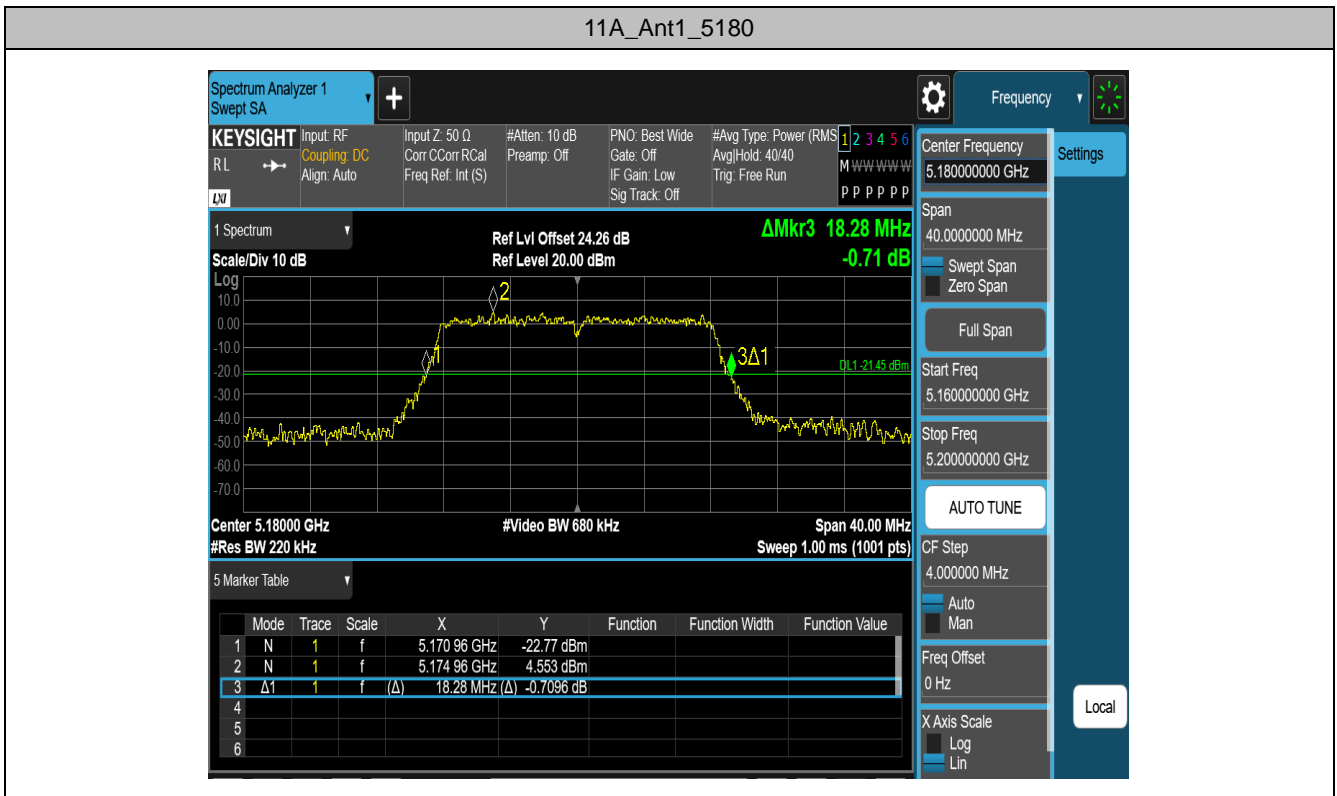 11A_Ant1_5180
Spectrum Analyzer 1
Swept SA
+
Frequency
KEYSIGHT
R L
LXI
Input: RF
Coupling: DC
Align: Auto
Input Z: 50 Ω
Corr CCorr RCal
Freq Ref: Int (S)
#Atten: 10 dB
Preamp: Off
PNO: Best Wide
Gate: Off
IF Gain: Low
Sig Track: Off
#Avg Type: Power (RMS
Avg|Hold: 40/40
Trig: Free Run
1 2 3 4 5 6
M W W W W W
P P P P P P
1 Spectrum
Scale/Div 10 dB
Ref Lvl Offset 24.26 dB
Ref Level 20.00 dBm
ΔMkr3 18.28 MHz
-0.71 dB
Log
10.0
0.00
-10.0
-20.0
-30.0
-40.0
-50.0
-60.0
-70.0
2
1
3Δ1
DL1 -21.45 dBm
Center 5.18000 GHz
#Video BW 680 kHz
Span 40.00 MHz
#Res BW 220 kHz
Sweep 1.00 ms (1001 pts)
5 Marker Table
Mode Trace Scale X Y Function Function Width Function Value
1 N 1 f 5.170 96 GHz -22.77 dBm
2 N 1 f 5.174 96 GHz 4.553 dBm
3 Δ1 1 f (Δ) 18.28 MHz (Δ) -0.7096 dB
4
5
6
Center Frequency
5.180000000 GHz
Settings
Span
40.0000000 MHz
Swept Span
Zero Span
Full Span
Start Freq
5.160000000 GHz
Stop Freq
5.200000000 GHz
AUTO TUNE
CF Step
4.000000 MHz
Auto
Man
Freq Offset
0 Hz
Local
X Axis Scale
Log
Lin